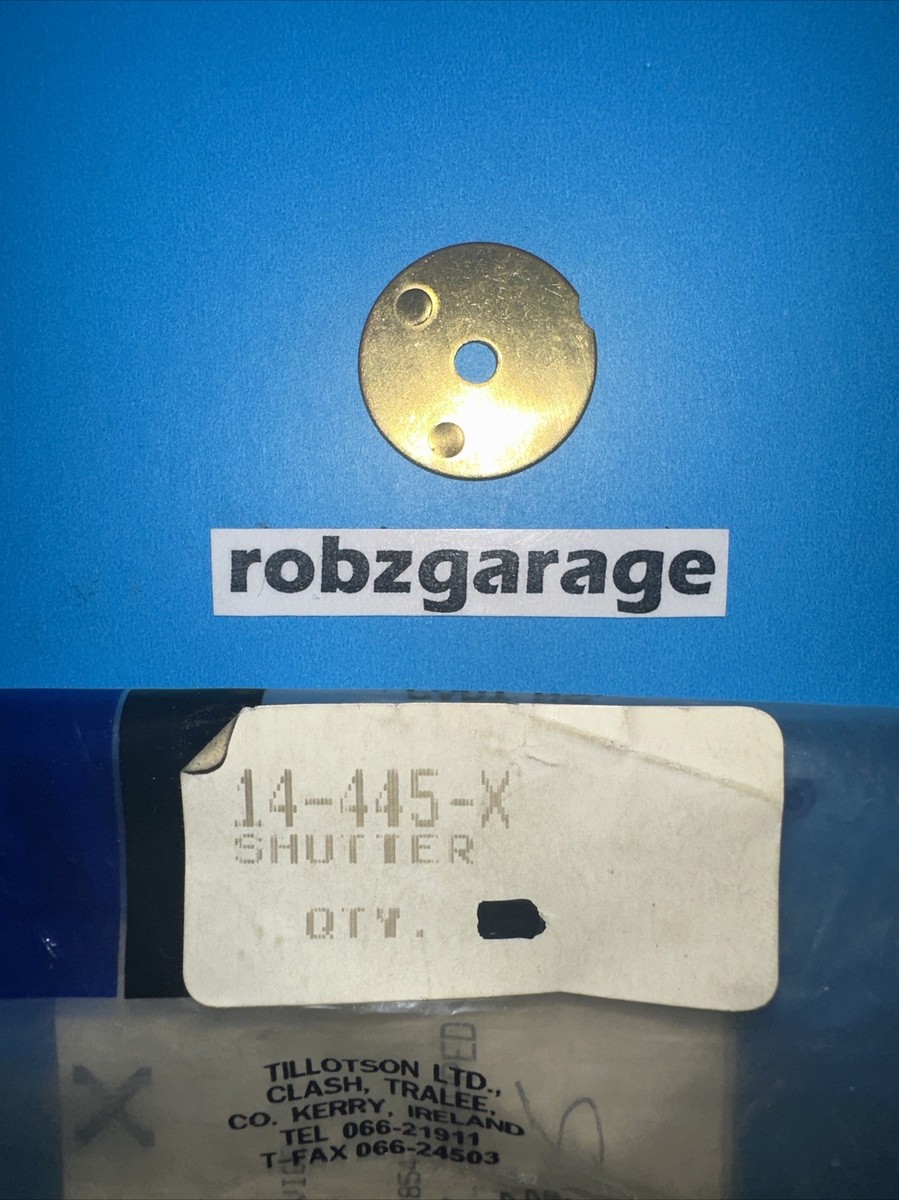 robzgarage
14-445-X
SHUTTER
QTY.
X
TILLOTSON LTD.,
CLASH, TRALEE,
CO. KERRY, IRELAND
TEL 066-21911
T-FAX 066-24503